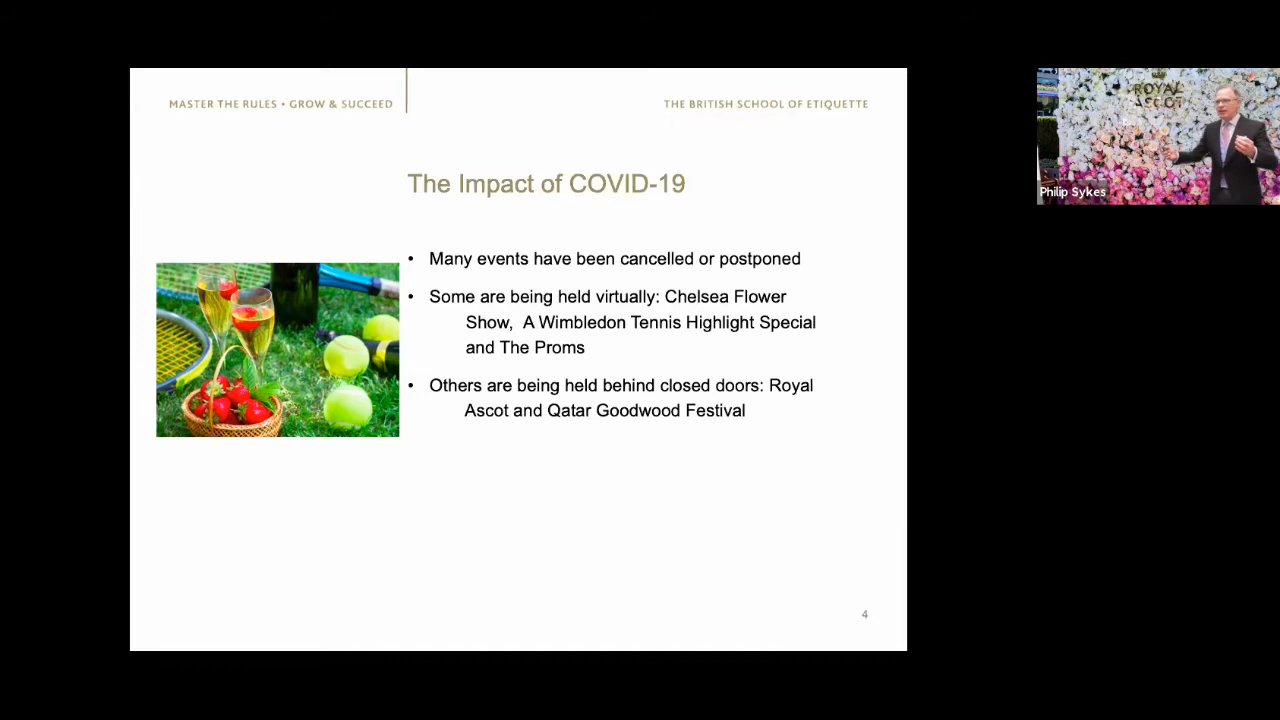 MASTER THE RULES • GROW & SUCCEED
THE BRITISH SCHOOL OF ETIQUETTE
ROYAL
ASCOT
Philip Sykes
The Impact of COVID-19
• Many events have been cancelled or postponed
• Some are being held virtually: Chelsea Flower
Show, A Wimbledon Tennis Highlight Special
and The Proms
• Others are being held behind closed doors: Royal
Ascot and Qatar Goodwood Festival
4